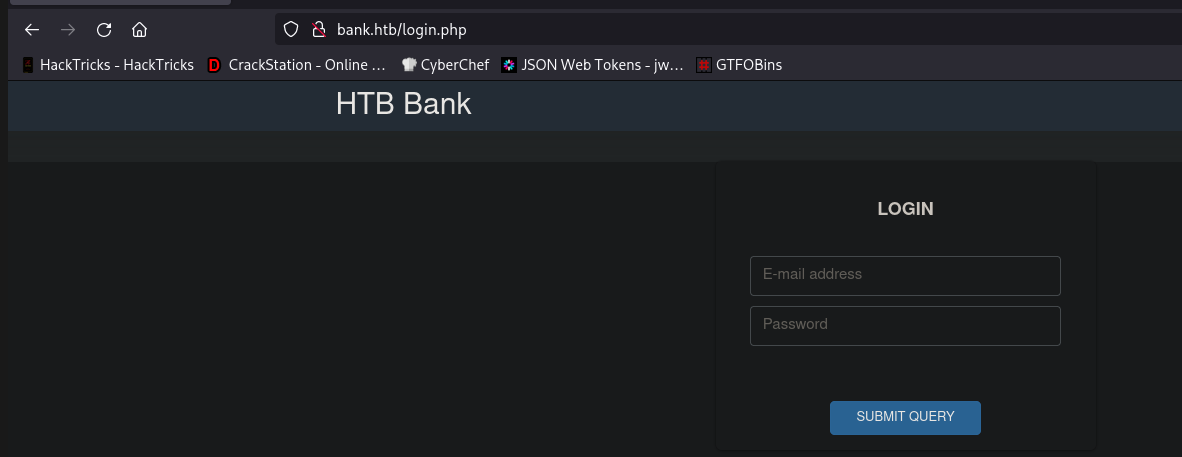 bank.htb/login.php
HackTricks - HackTricks CrackStation - Online ... CyberChef JSON Web Tokens - jw... GTFOBins
HTB Bank
LOGIN
E-mail address
Password
SUBMIT QUERY